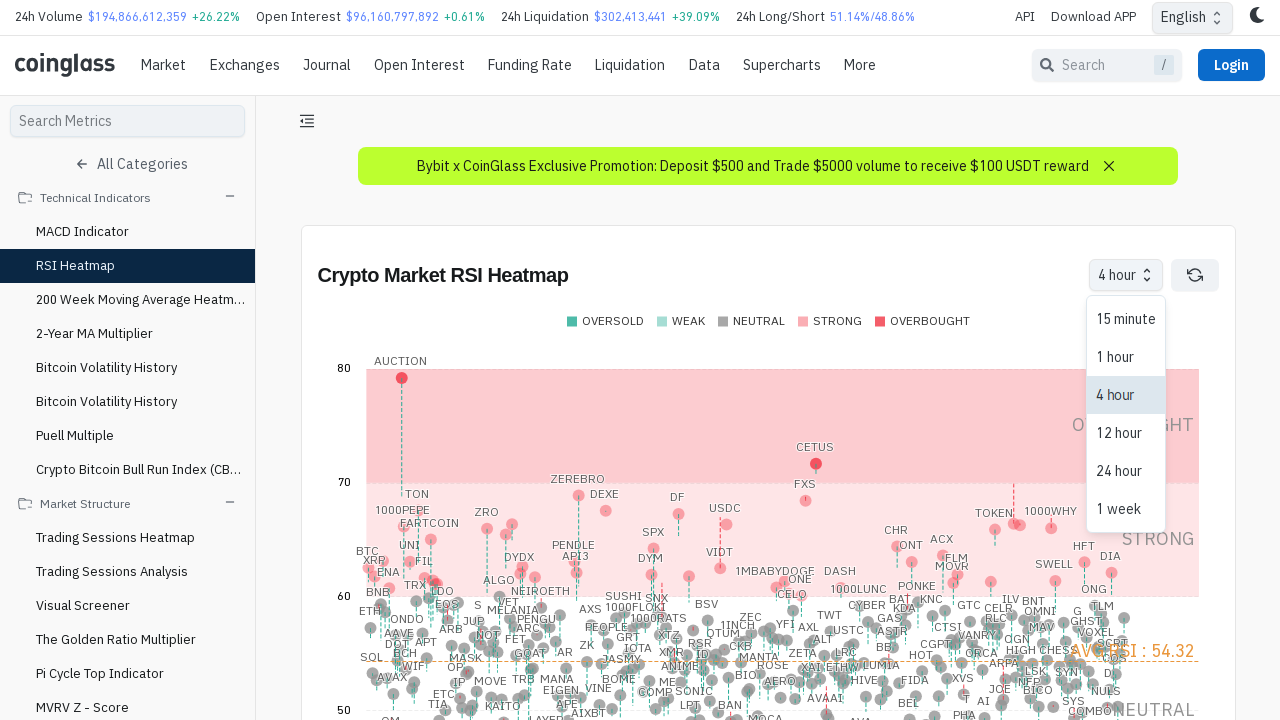 24h Volume $194,866,612,359 +26.22% Open Interest $96,160,797,892 +0.61% 24h Liquidation $302,413,441 +39.09% 24h Long/Short 51.14%/48.86% API Download APP English
coinglass Market Exchanges Journal Open Interest Funding Rate Liquidation Data Supercharts More Search / Login
Search Metrics
All Categories
Technical Indicators
MACD Indicator
RSI Heatmap
200 Week Moving Average Heatm...
2-Year MA Multiplier
Bitcoin Volatility History
Bitcoin Volatility History
Puell Multiple
Crypto Bitcoin Bull Run Index (CB...
Market Structure
Trading Sessions Heatmap
Trading Sessions Analysis
Visual Screener
The Golden Ratio Multiplier
Pi Cycle Top Indicator
MVRV Z - Score
Bybit x CoinGlass Exclusive Promotion: Deposit $500 and Trade $5000 volume to receive $100 USDT reward
Crypto Market RSI Heatmap
4 hour
15 minute
1 hour
4 hour
12 hour
24 hour
1 week
OVERSOLD WEAK NEUTRAL STRONG OVERBOUGHT
80
AUCTION
CETUS
70
ZEREBRO
FXS
TON
DEXE
DF
1000PEPE
ZRO
USDC
TOKEN
1000WHY
FARTCOIN
SPX
CHR
UNI
PENDLE
ONT
ACX
HFT
BTC
XRP
FIL
DYDX
API3
DYM
VIDT
FLM
MOVR
SWELL
DIA
STRONG
ENA
ALGO
1MBABYDOGE
ONE
DASH
60
BNB
LDO
NEIROETH
CELO
1000LUNC
PONKE
ONG
ETH
EOS
MELANIA
AXS
SUSHI
SNX
1000FLOKI
BSV
CYBER
BAT
KNC
KDA
GTC
ILV
BNT
CELR
OMNI
TLM
ONDO
JUP
PENGU
ARC
PEOPLE
1000RATS
ZEC
1INCH
YFI
TWT
AXL
GAS
RLC
GHST
AAVE
ARB
NOT
FET
GRT
XTZ
QTUM
USTC
ASTR
CTSI
VANRY
MAV
VOXEL
DOT
APT
ZK
IOTA
RSR
CKB
ALT
BB
CGPT
QGN
HIGH
CHESS
SOL
BCH
MASK
GOAT
AR
JASMY
XMR
ID
MANTA
ZETA
LRC
HOT
ORCA
AVG RSI : 54.32
WIF
OP
ANIME
ROSE
ETHW
LUMIA
ARPA
LSK
SYN
AVAX
IP
MOVE
TRB
MANA
BOME
ME
BIO
AERO
HIVE
FIDA
XVS
NFP
ETC
EIGEN
VINE
COMP
SONIC
JOE
BICO
NULS
TIA
KAITO
APE
AIXBT
LPT
BAN
AVAAI
BEL
AI
SYS
50
MOCA
PHA
NEUTRAL